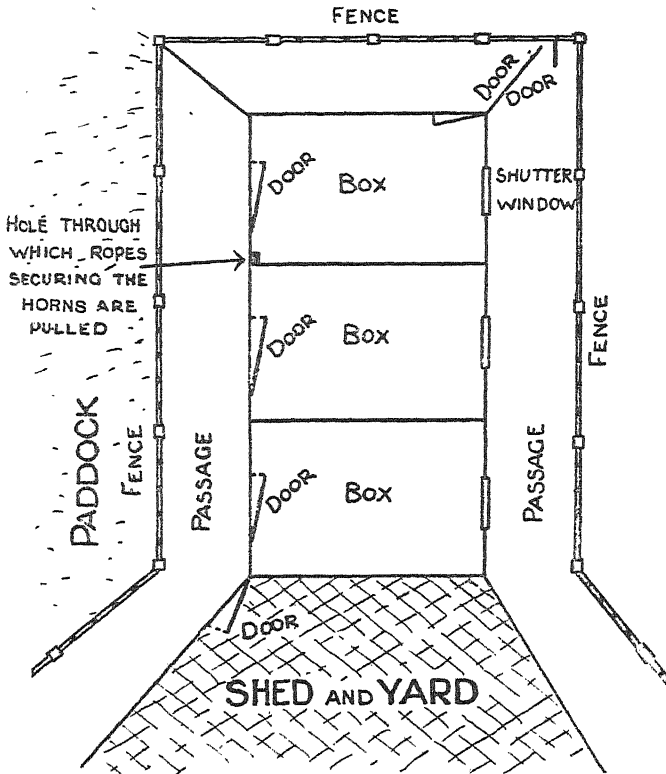 FENCE
DOOR
DOOR
DOOR
BOX
SHUTTER
WINDOW
HOLE THROUGH
WHICH ROPES
SECURING THE
HORNS ARE
PULLED
DOOR
BOX
FENCE
PADDOCK
FENCE
PASSAGE
DOOR
BOX
PASSAGE
DOOR
SHED AND YARD